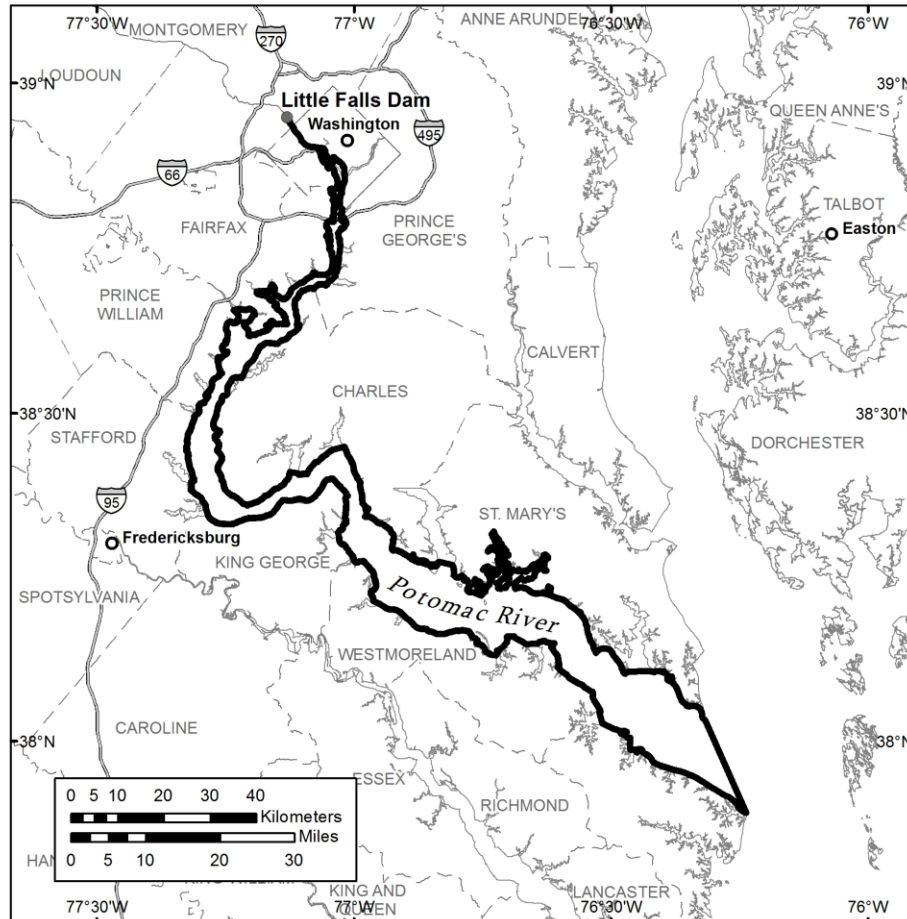 77°30'W
77°W
76°30'W
76°W
ANNE ARUNDEL
MONTGOMERY
270
LOUDOUN
39°N
39°N
Little Falls Dam
Washington
495
QUEEN ANNE'S
66
TALBOT
Easton
FAIRFAX
PRINCE
GEORGE'S
PRINCE
WILLIAM
CALVERT
CHARLES
38°30'N
38°30'N
STAFFORD
DORCHESTER
95
ST. MARY'S
Fredericksburg
KING GEORGE
SPOTSYLVANIA
Potomac River
WESTMORELAND
CAROLINE
38°N
38°N
ESSEX
0 5 10 20 30 40
Kilometers
Miles
0 5 10 20 30
RICHMOND
KING AND
QUEEN
LANCASTER
77°30'W
77°W
76°30'W
76°W